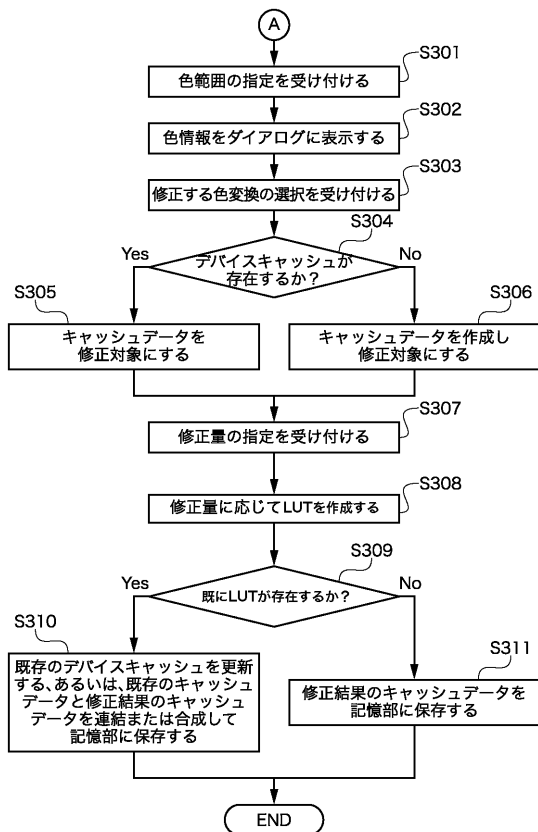 A
S301
色範囲の指定を受け付ける
S302
色情報をダイアログに表示する
S303
修正する色変換の選択を受け付ける
S304
Yes
デバイスキャッシュが
存在するか？
No
S305
キャッシュデータを
修正対象にする
S306
キャッシュデータを作成し
修正対象にする
S307
修正量の指定を受け付ける
S308
修正量に応じてLUTを作成する
S309
Yes
既にLUTが存在するか？
No
S310
既存のデバイスキャッシュを更新
する、あるいは、既存のキャッシュ
データと修正結果のキャッシュ
データを連結または合成して
記憶部に保存する
S311
修正結果のキャッシュデータを
記憶部に保存する
END